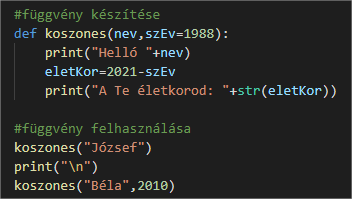 #függvény készítése
def koszones(nev,szEv=1988):
    print("Helló "+nev)
    eletKor=2021-szEv
    print("A Te életkorod: "+str(eletKor))

#függvény felhasználása
koszones("József")
print("\n")
koszones("Béla",2010)